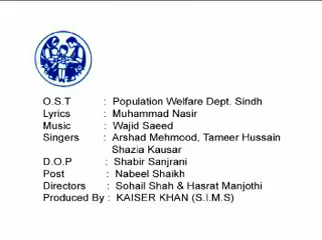 O.S.T : Population Welfare Dept. Sindh
Lyrics : Muhammad Nasir
Music : Wajid Saeed
Singers : Arshad Mehmood, Tameer Hussain
Shazia Kausar
D.O.P : Shabir Sanjrani
Post : Nabeel Shaikh
Directors : Sohail Shah & Hasrat Manjothi
Produced By : KAISER KHAN (S.I.M.S)